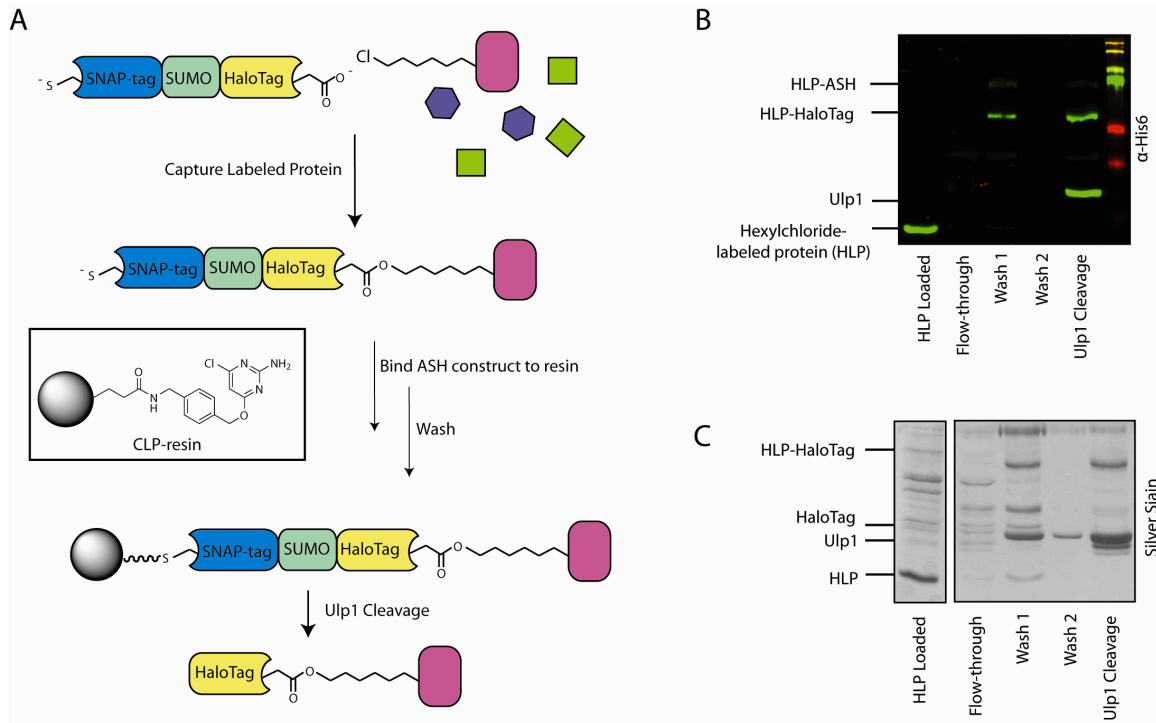 A
-S
SNAP-tag
SUMO
HaloTag
O
O-
Cl
Capture Labeled Protein
-S
SNAP-tag
SUMO
HaloTag
O
O
CLP-resin
O
N
H
O
Cl
N
NH2
N
Bind ASH construct to resin
Wash
S
SNAP-tag
SUMO
HaloTag
O
O
Ulp1 Cleavage
HaloTag
O
O
B
HLP-ASH
HLP-HaloTag
Ulp1
Hexylchloride-
labeled protein (HLP)
α-His6
HLP Loaded
Flow-through
Wash 1
Wash 2
Ulp1 Cleavage
C
HLP-HaloTag
HaloTag
Ulp1
HLP
Silver Stain
HLP Loaded
Flow-through
Wash 1
Wash 2
Ulp1 Cleavage